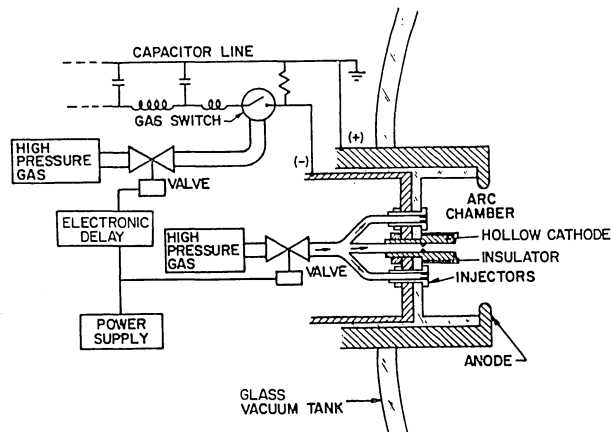 CAPACITOR LINE
GAS SWITCH
(+)
(-)
HIGH
PRESSURE
GAS
VALVE
ELECTRONIC
DELAY
HIGH
PRESSURE
GAS
VALVE
POWER
SUPPLY
ARC
CHAMBER
HOLLOW CATHODE
INSULATOR
INJECTORS
ANODE
GLASS
VACUUM TANK